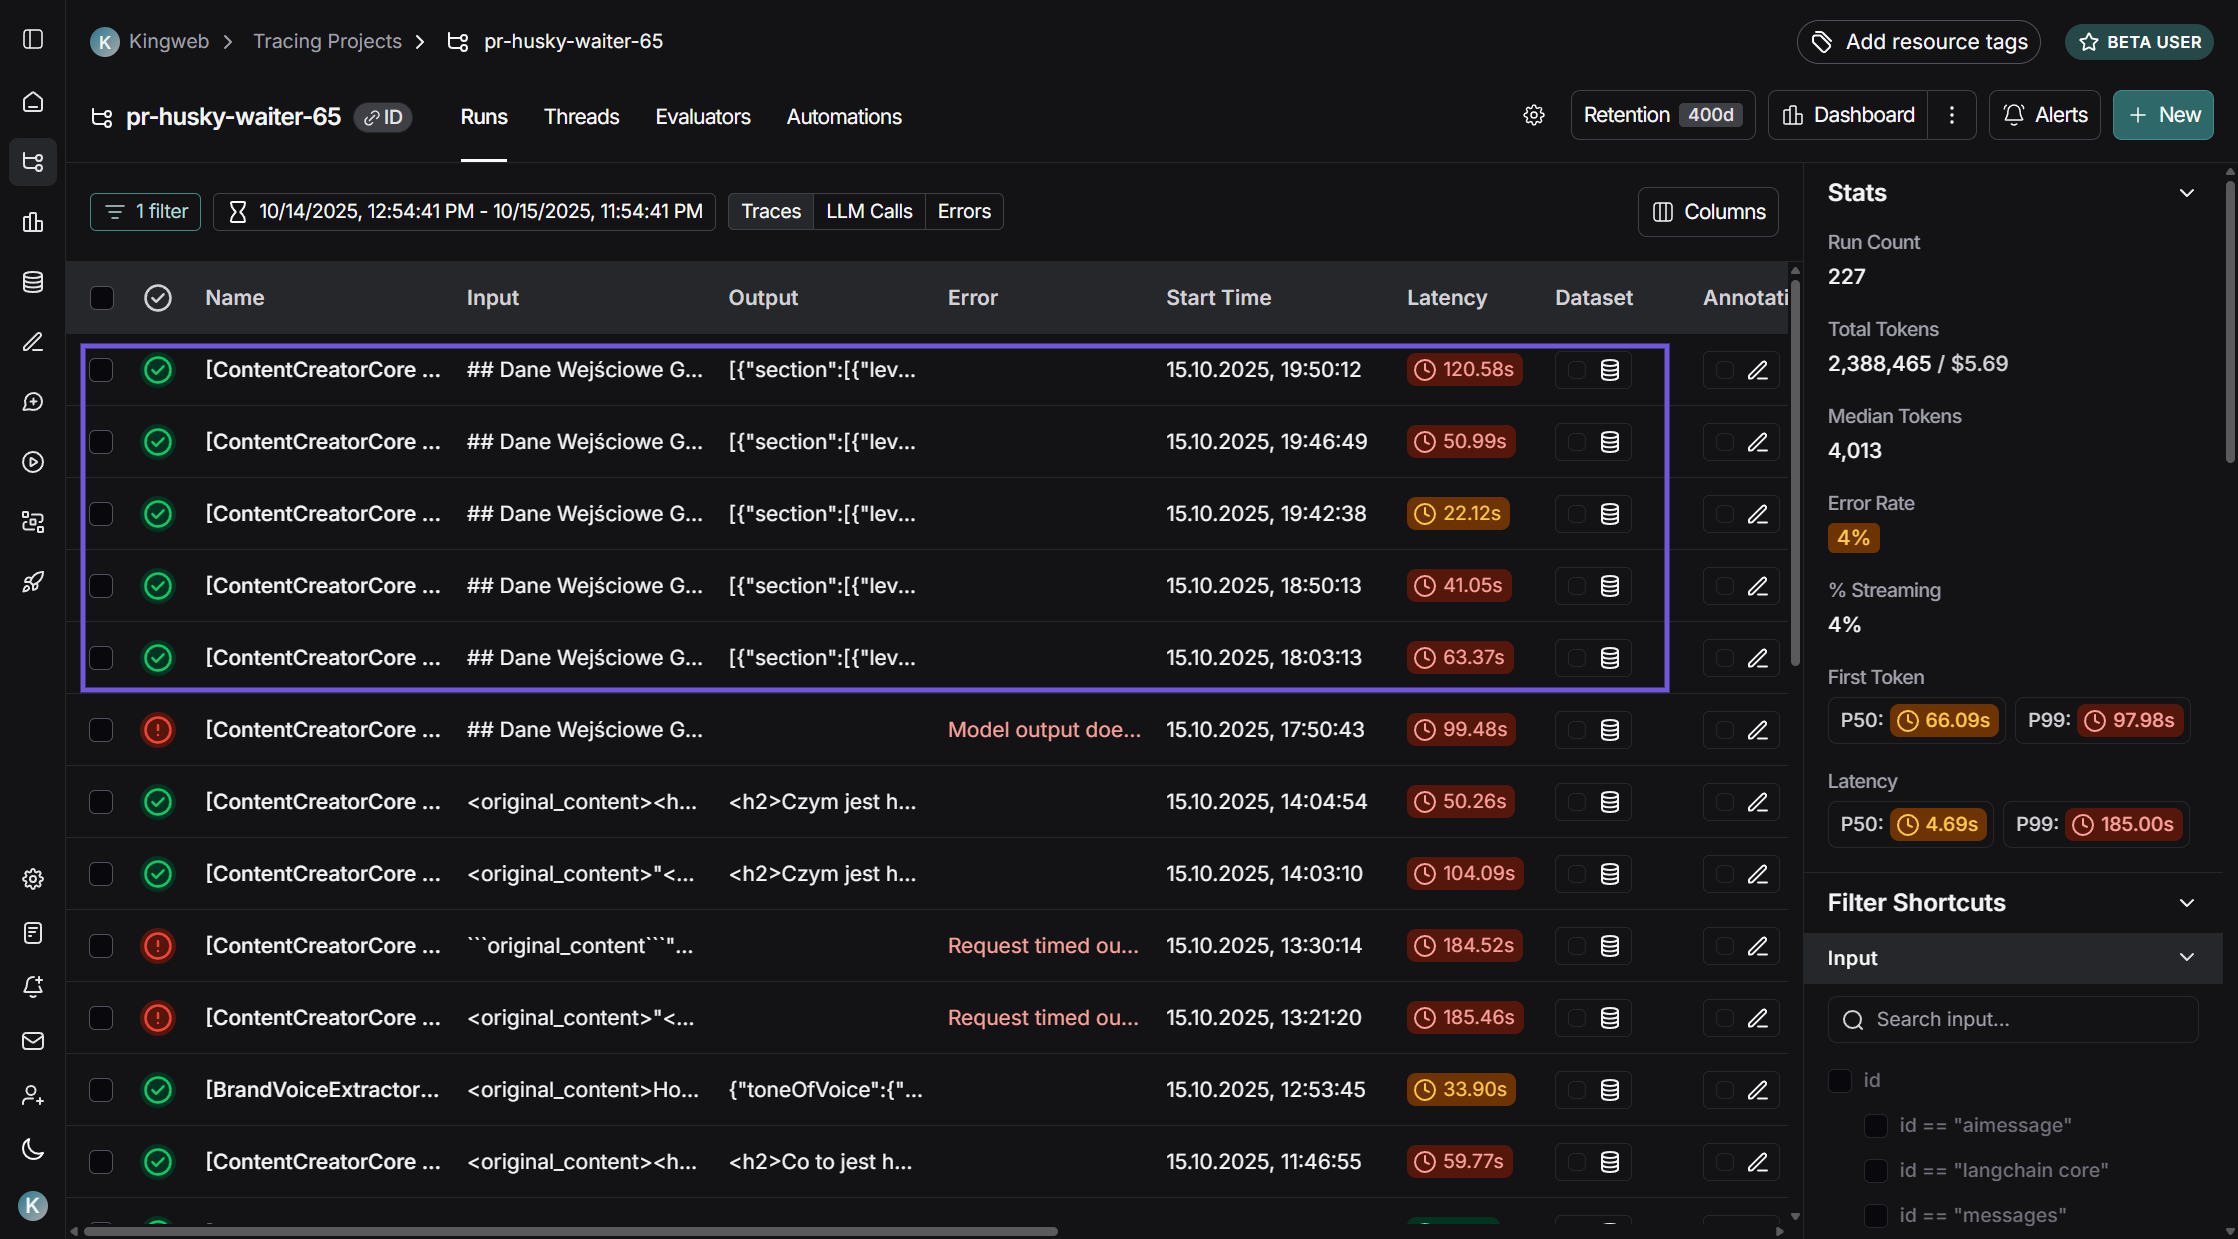 K Kingweb > Tracing Projects > pr-husky-waiter-65
Add resource tags
BETA USER
pr-husky-waiter-65 ID Runs Threads Evaluators Automations
Retention 400d Dashboard Alerts + New
1 filter 10/14/2025, 12:54:41 PM - 10/15/2025, 11:54:41 PM Traces LLM Calls Errors
Columns
Name Input Output Error Start Time Latency Dataset Annotati
[ContentCreatorCore ... ## Dane Wejściowe G... [{"section":[{"lev... 15.10.2025, 19:50:12 120.58s
[ContentCreatorCore ... ## Dane Wejściowe G... [{"section":[{"lev... 15.10.2025, 19:46:49 50.99s
[ContentCreatorCore ... ## Dane Wejściowe G... [{"section":[{"lev... 15.10.2025, 19:42:38 22.12s
[ContentCreatorCore ... ## Dane Wejściowe G... [{"section":[{"lev... 15.10.2025, 18:50:13 41.05s
[ContentCreatorCore ... ## Dane Wejściowe G... [{"section":[{"lev... 15.10.2025, 18:03:13 63.37s
[ContentCreatorCore ... ## Dane Wejściowe G... Model output doe... 15.10.2025, 17:50:43 99.48s
[ContentCreatorCore ... <original_content><h... <h2>Czym jest h... 15.10.2025, 14:04:54 50.26s
[ContentCreatorCore ... <original_content>"<... <h2>Czym jest h... 15.10.2025, 14:03:10 104.09s
[ContentCreatorCore ... ```original_content```"... Request timed ou... 15.10.2025, 13:30:14 184.52s
[ContentCreatorCore ... <original_content>"<... Request timed ou... 15.10.2025, 13:21:20 185.46s
[BrandVoiceExtractor... <original_content>Ho... {"toneOfVoice":{"... 15.10.2025, 12:53:45 33.90s
[ContentCreatorCore ... <original_content><h... <h2>Co to jest h... 15.10.2025, 11:46:55 59.77s
K
Stats
Run Count
227
Total Tokens
2,388,465 / $5.69
Median Tokens
4,013
Error Rate
4%
% Streaming
4%
First Token
P50: 66.09s P99: 97.98s
Latency
P50: 4.69s P99: 185.00s
Filter Shortcuts
Input
Search input...
id
id == "aimessage"
id == "langchain core"
id == "messages"